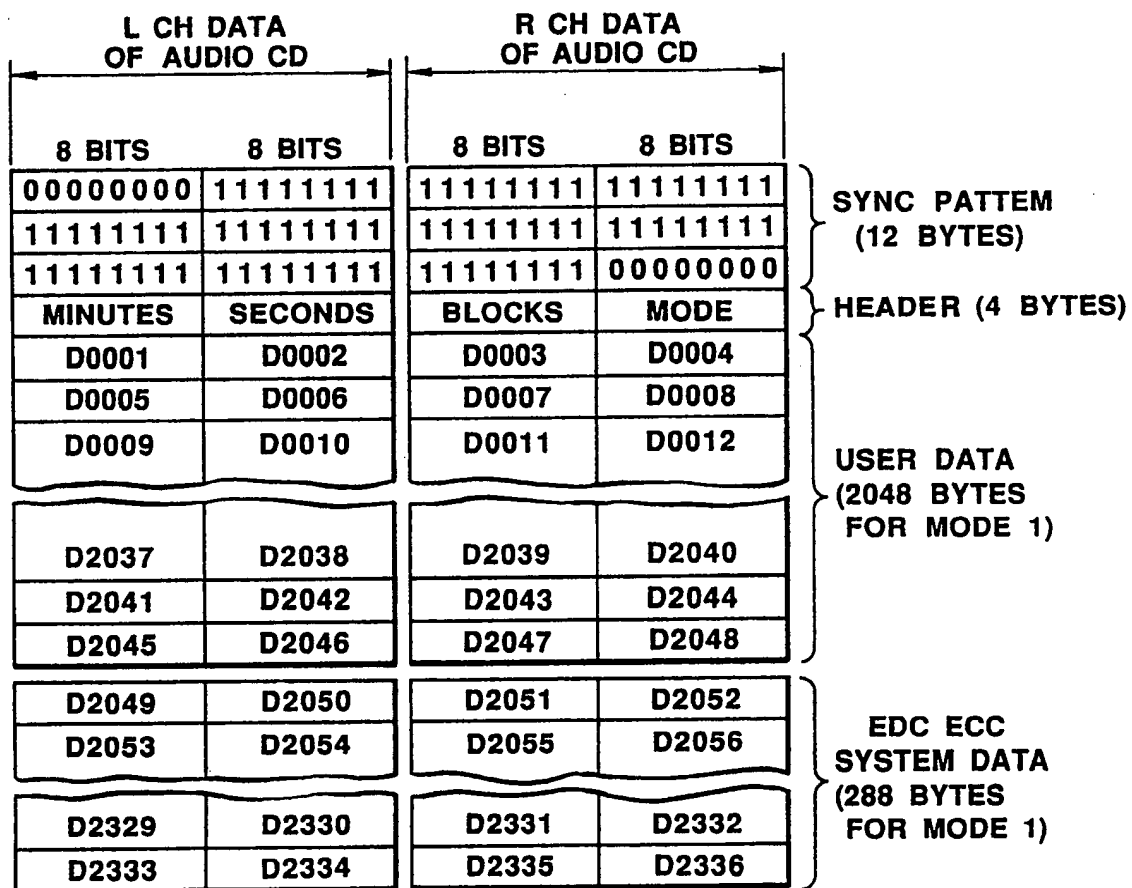 L CH DATA
OF AUDIO CD
R CH DATA
OF AUDIO CD
8 BITS 8 BITS 8 BITS 8 BITS
00000000 11111111 11111111 11111111
11111111 11111111 11111111 11111111
11111111 11111111 11111111 00000000
SYNC PATTEM
(12 BYTES)
MINUTES SECONDS BLOCKS MODE
HEADER (4 BYTES)
D0001 D0002 D0003 D0004
D0005 D0006 D0007 D0008
D0009 D0010 D0011 D0012
D2037 D2038 D2039 D2040
D2041 D2042 D2043 D2044
D2045 D2046 D2047 D2048
USER DATA
(2048 BYTES
FOR MODE 1)
D2049 D2050 D2051 D2052
D2053 D2054 D2055 D2056
D2329 D2330 D2331 D2332
D2333 D2334 D2335 D2336
EDC ECC
SYSTEM DATA
(288 BYTES
FOR MODE 1)